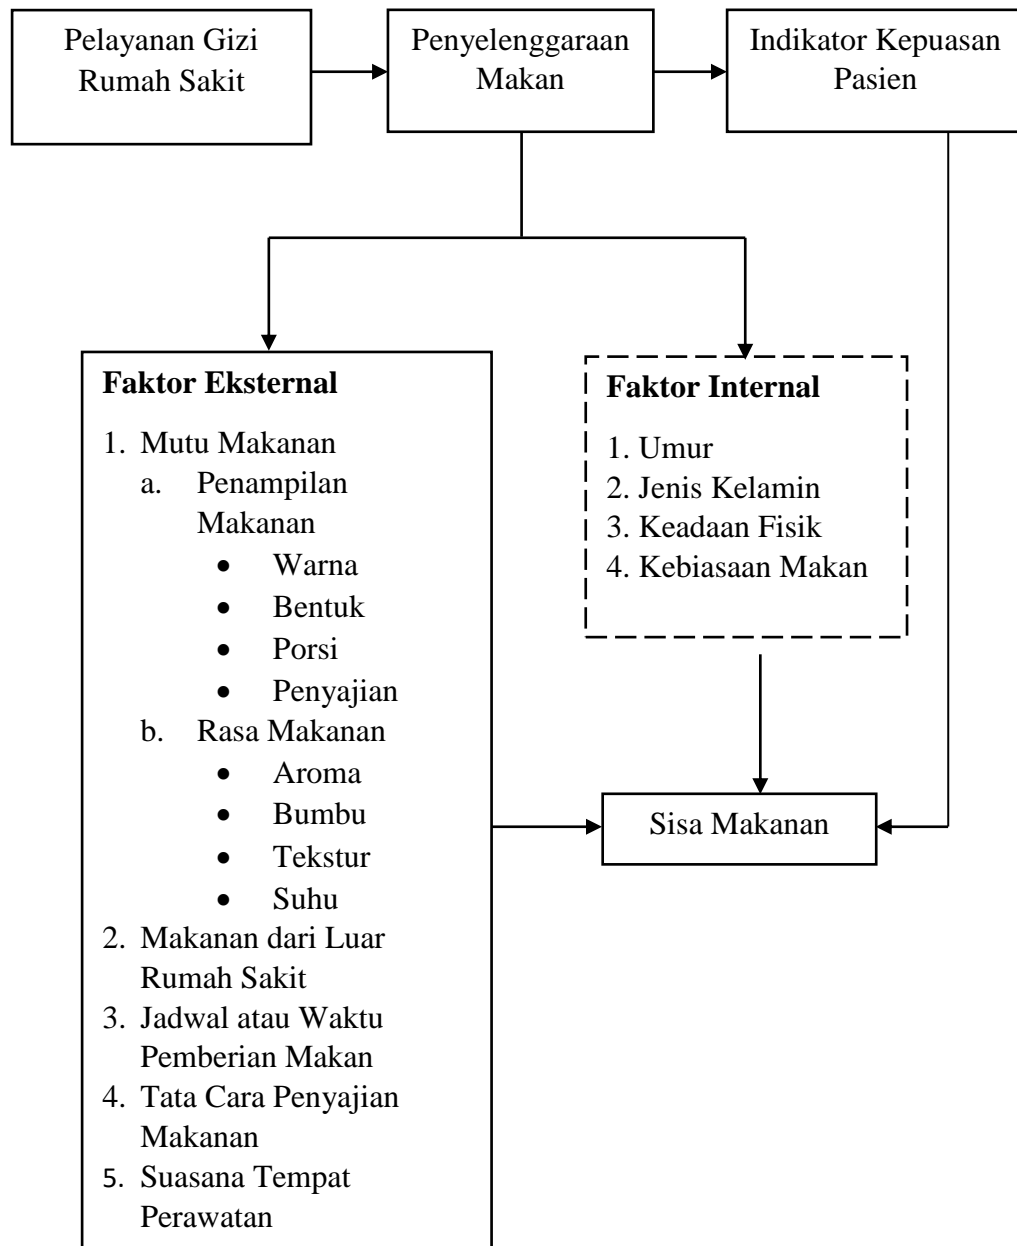 Pelayanan Gizi
Rumah Sakit
Penyelenggaraan
Makan
Indikator Kepuasan
Pasien
Faktor Eksternal
1. Mutu Makanan
a. Penampilan
Makanan
• Warna
• Bentuk
• Porsi
• Penyajian
b. Rasa Makanan
• Aroma
• Bumbu
• Tekstur
• Suhu
2. Makanan dari Luar
Rumah Sakit
3. Jadwal atau Waktu
Pemberian Makan
4. Tata Cara Penyajian
Makanan
5. Suasana Tempat
Perawatan
Faktor Internal
1. Umur
2. Jenis Kelamin
3. Keadaan Fisik
4. Kebiasaan Makan
Sisa Makanan